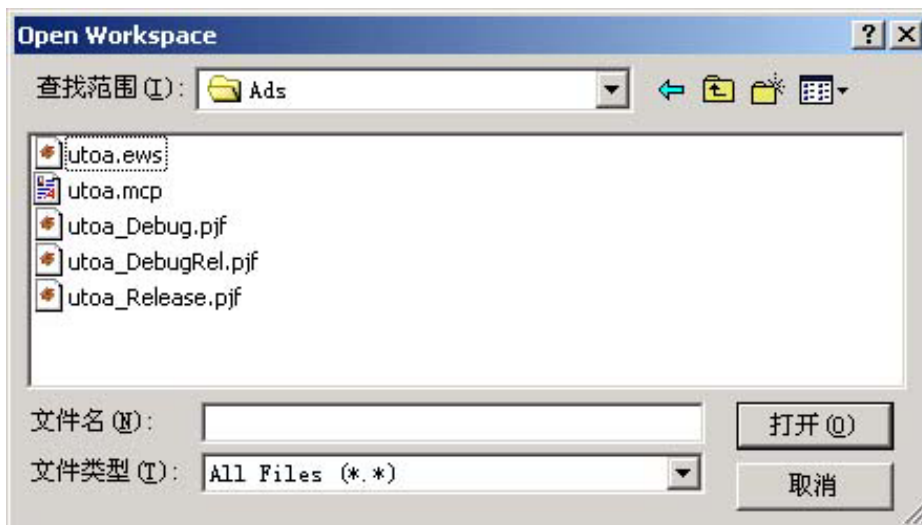 Open Workspace
查找范围(I): Ads
utoa.ews
utoa.mcp
utoa_Debug.pjf
utoa_DebugRel.pjf
utoa_Release.pjf
文件名(N): 打开(O)
文件类型(T): All Files (*.*) 取消